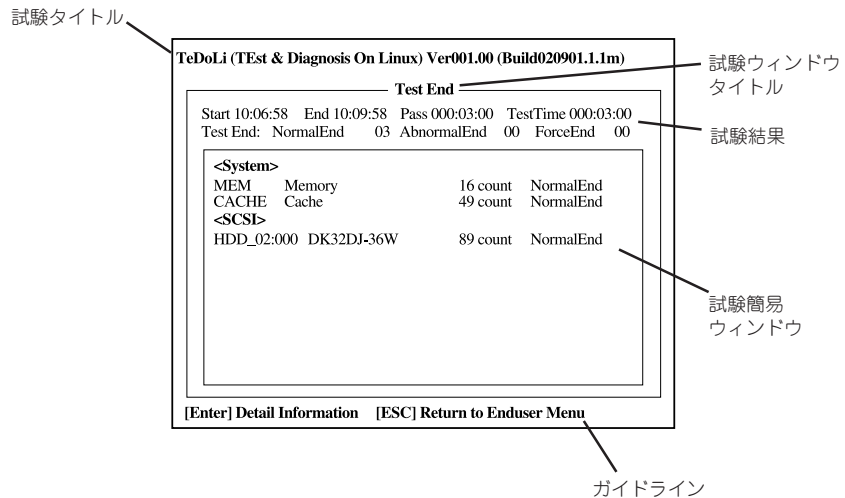 試験タイトル
TeDoLi (TEst & Diagnosis On Linux) Ver001.00 (Build020901.1.1m)
試験ウィンドウ
タイトル
Test End
Start 10:06:58 End 10:09:58 Pass 000:03:00 TestTime 000:03:00
試験結果
Test End: NormalEnd 03 AbnormalEnd 00 ForceEnd 00
<System>
MEM Memory 16 count NormalEnd
CACHE Cache 49 count NormalEnd
<SCSI>
HDD_02:000 DK32DJ-36W 89 count NormalEnd
試験簡易
ウィンドウ
[Enter] Detail Information [ESC] Return to Enduser Menu
ガイドライン